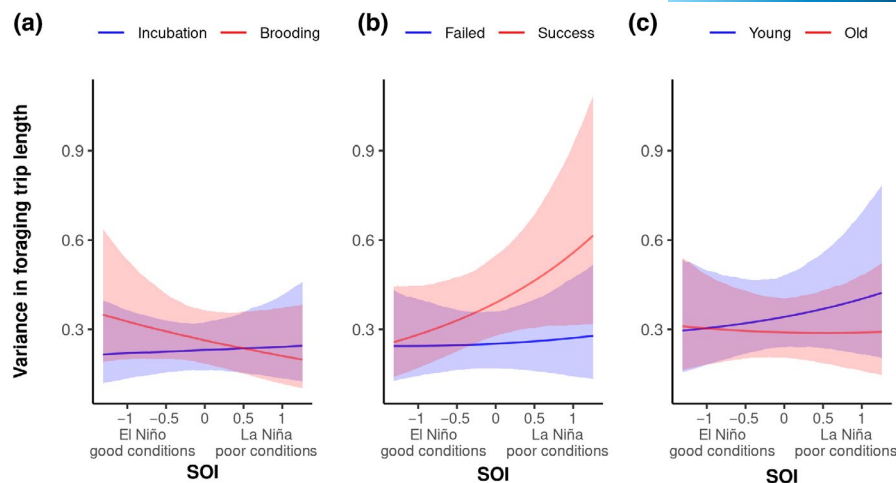 (a)
Incubation
Brooding
(b)
Failed
Success
(c)
Young
Old
Variance in foraging trip length
0.9
0.6
0.3
−1
−0.5
0
0.5
1
El Niño
good conditions
La Niña
poor conditions
SOI
0.9
0.6
0.3
−1
−0.5
0
0.5
1
El Niño
good conditions
La Niña
poor conditions
SOI
0.9
0.6
0.3
−1
−0.5
0
0.5
1
El Niño
good conditions
La Niña
poor conditions
SOI